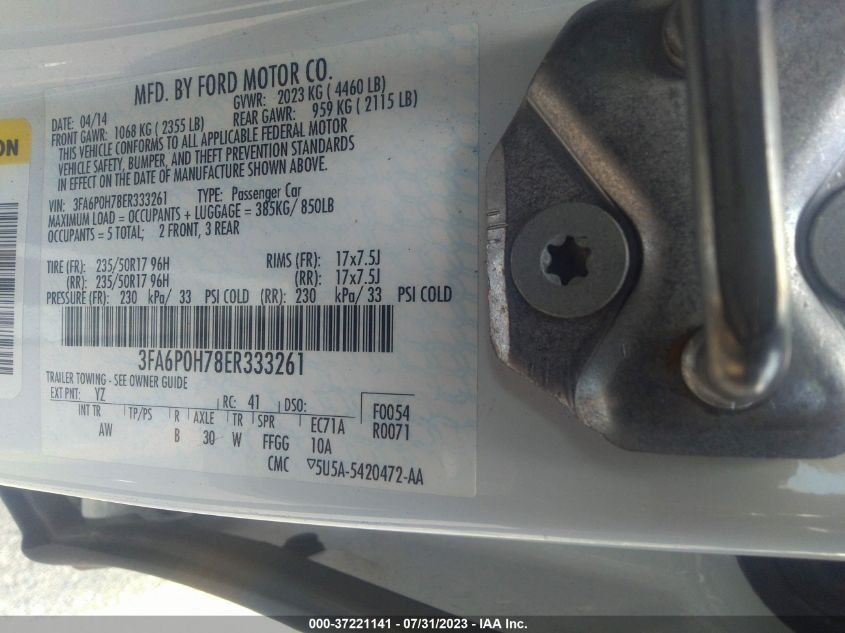 MFD. BY FORD MOTOR CO.
DATE: 04/14 GVWR: 2023 KG ( 4460 LB)
FRONT GAWR: 1068 KG ( 2355 LB) REAR GAWR: 959 KG ( 2115 LB)
THIS VEHICLE CONFORMS TO ALL APPLICABLE FEDERAL MOTOR
VEHICLE SAFETY, BUMPER, AND THEFT PREVENTION STANDARDS
IN EFFECT ON THE DATE OF MANUFACTURE SHOWN ABOVE.
VIN: 3FA6P0H78ER333261 TYPE: Passenger Car
MAXIMUM LOAD = OCCUPANTS + LUGGAGE = 385KG/ 850LB
OCCUPANTS = 5 TOTAL; 2 FRONT, 3 REAR
TIRE (FR): 235/50R17 96H RIMS (FR): 17x7.5J
(RR): 235/50R17 96H (RR): 17x7.5J
PRESSURE (FR): 230 kPa/ 33 PSI COLD (RR): 230 kPa/ 33 PSI COLD
3FA6P0H78ER333261
TRAILER TOWING - SEE OWNER GUIDE
EXT PNT: YZ RC: 41 DSO: F0054
INT TR TP/PS R AXLE TR SPR EC71A R0071
AW B 30 W FFGG 10A
CMC ▽5U5A-5420472-AA
ON
000-37221141 - 07/31/2023 - IAA Inc.